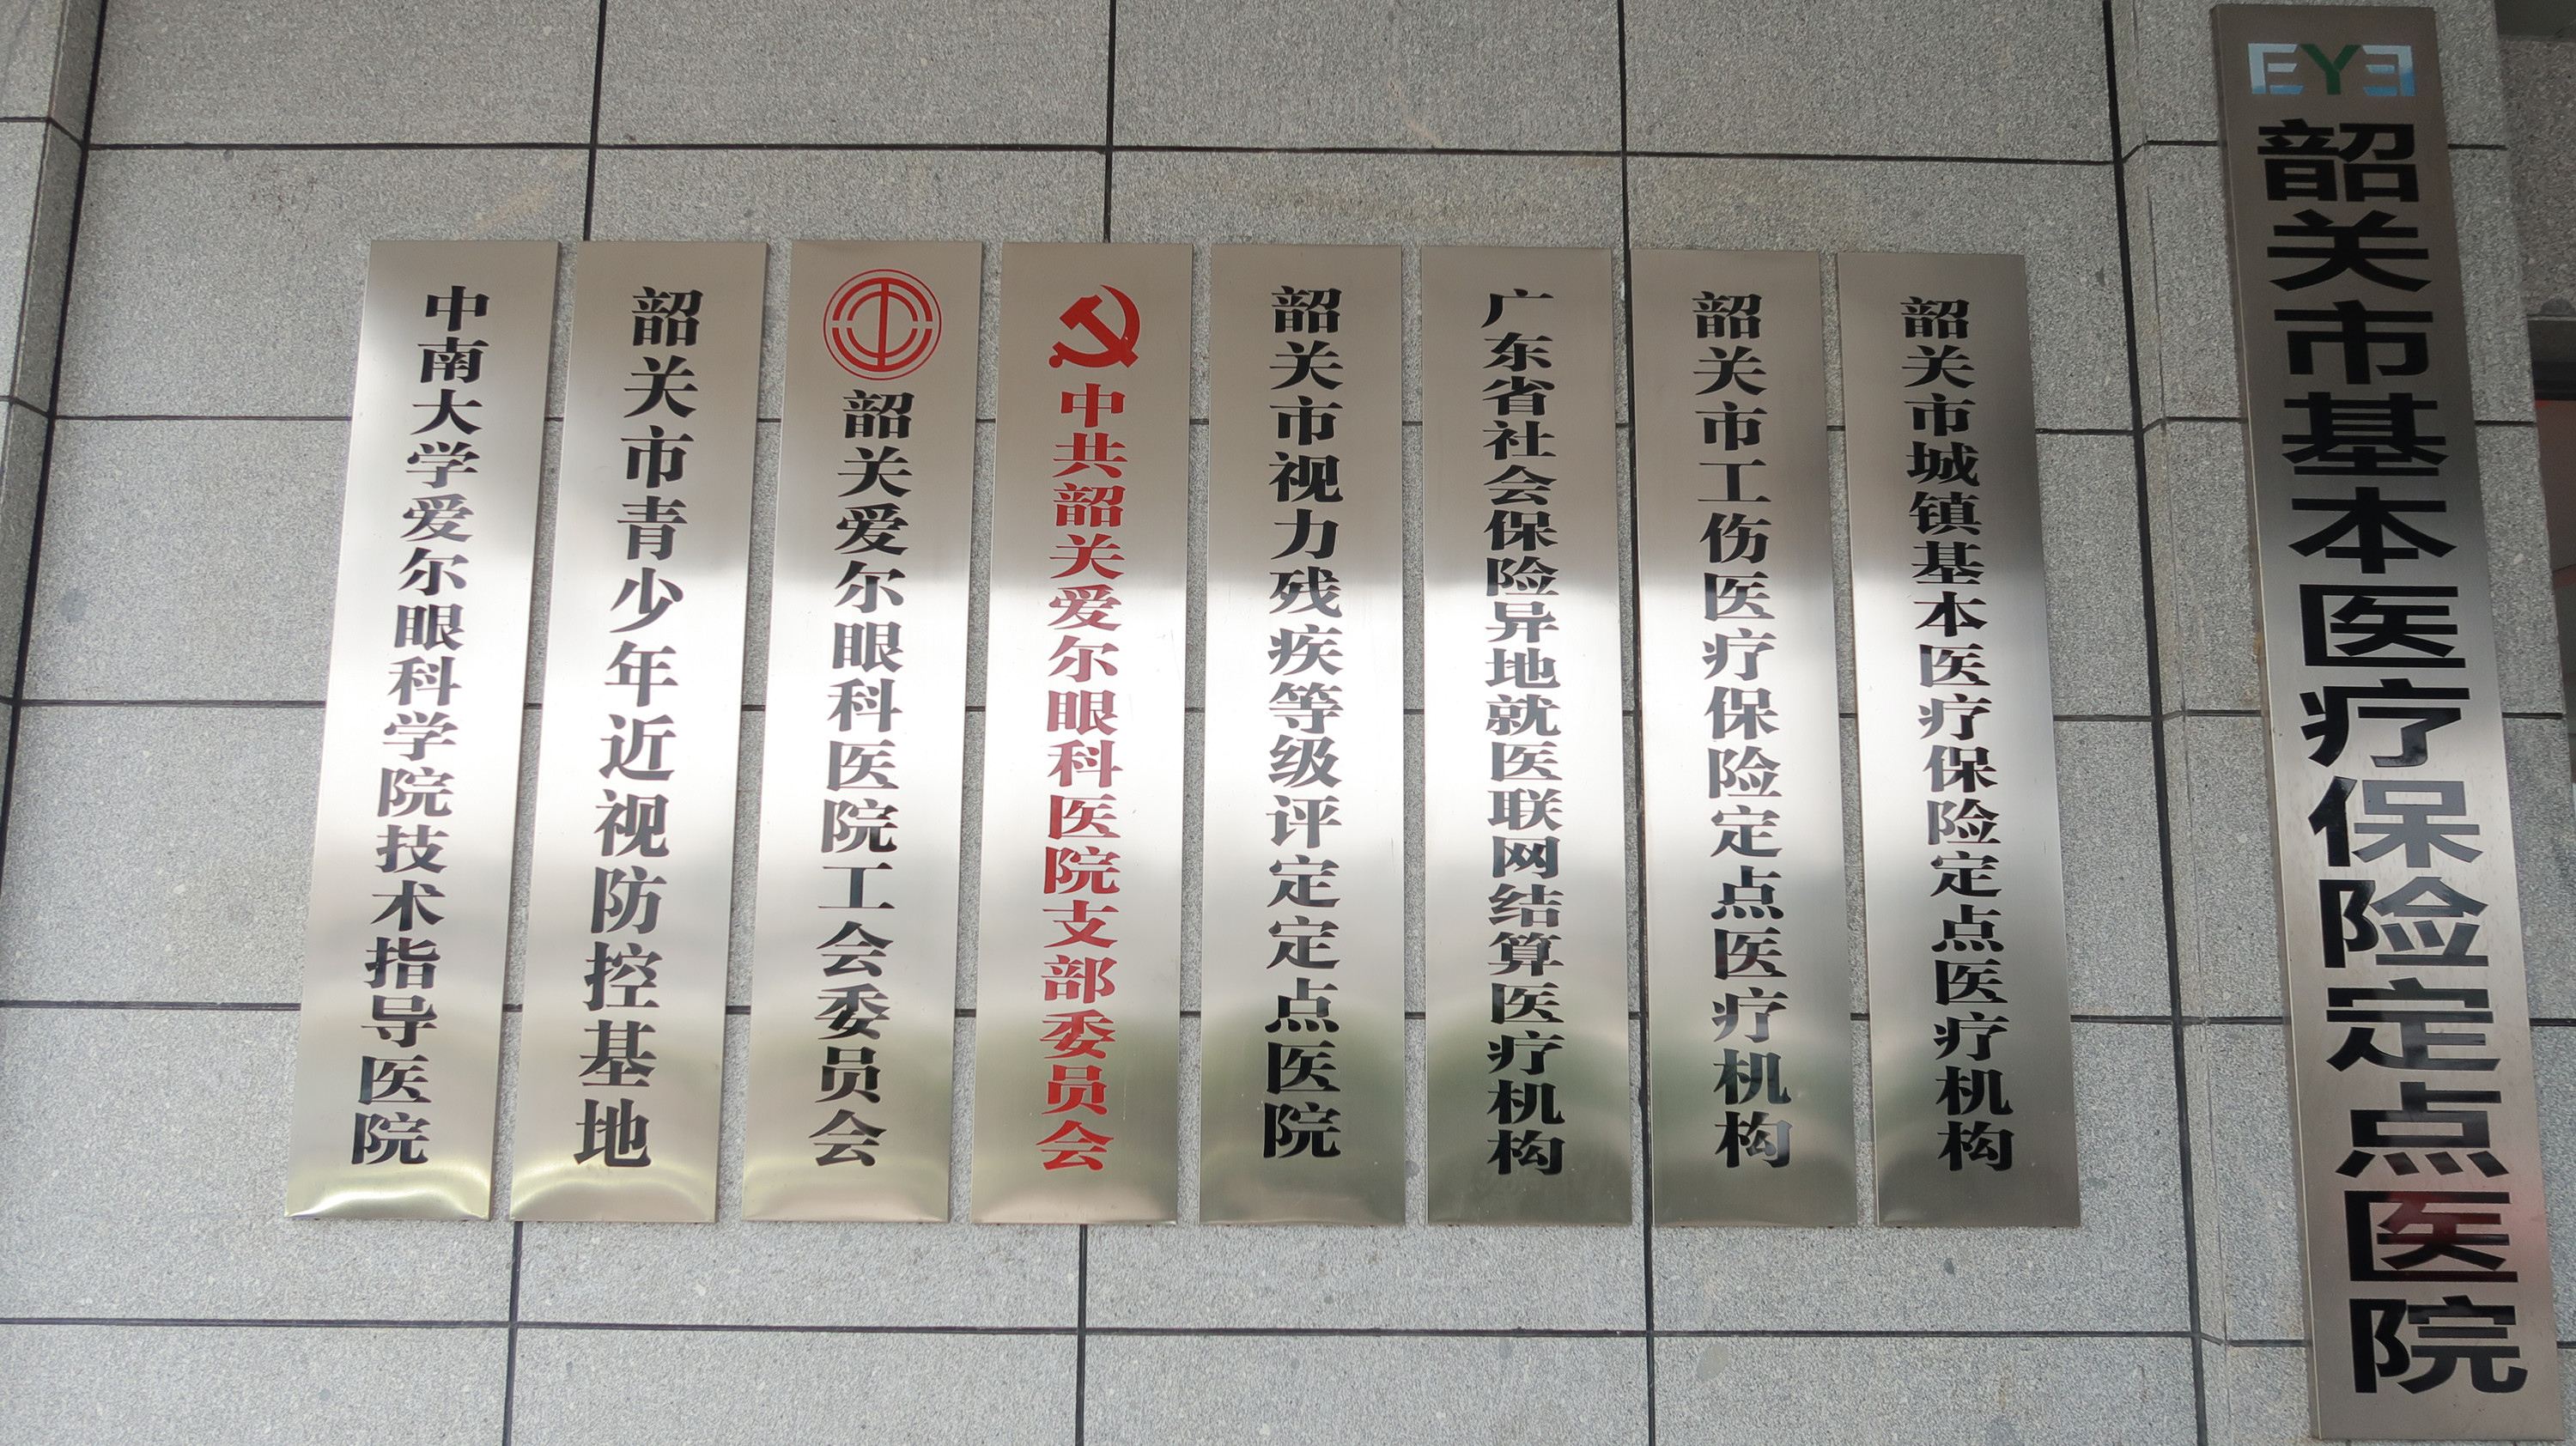 中南大学爱尔眼科学院技术指导医院
韶关市青少年近视防控基地
韶关爱尔眼科医院工会委员会
中共韶关爱尔眼科医院支部委员会
韶关市视力残疾等级评定定点医院
广东省社会保险异地就医联网结算医疗机构
韶关市工伤医疗保险定点医疗机构
韶关市城镇基本医疗保险定点医疗机构
EYE
韶关市基本医疗保险定点医院